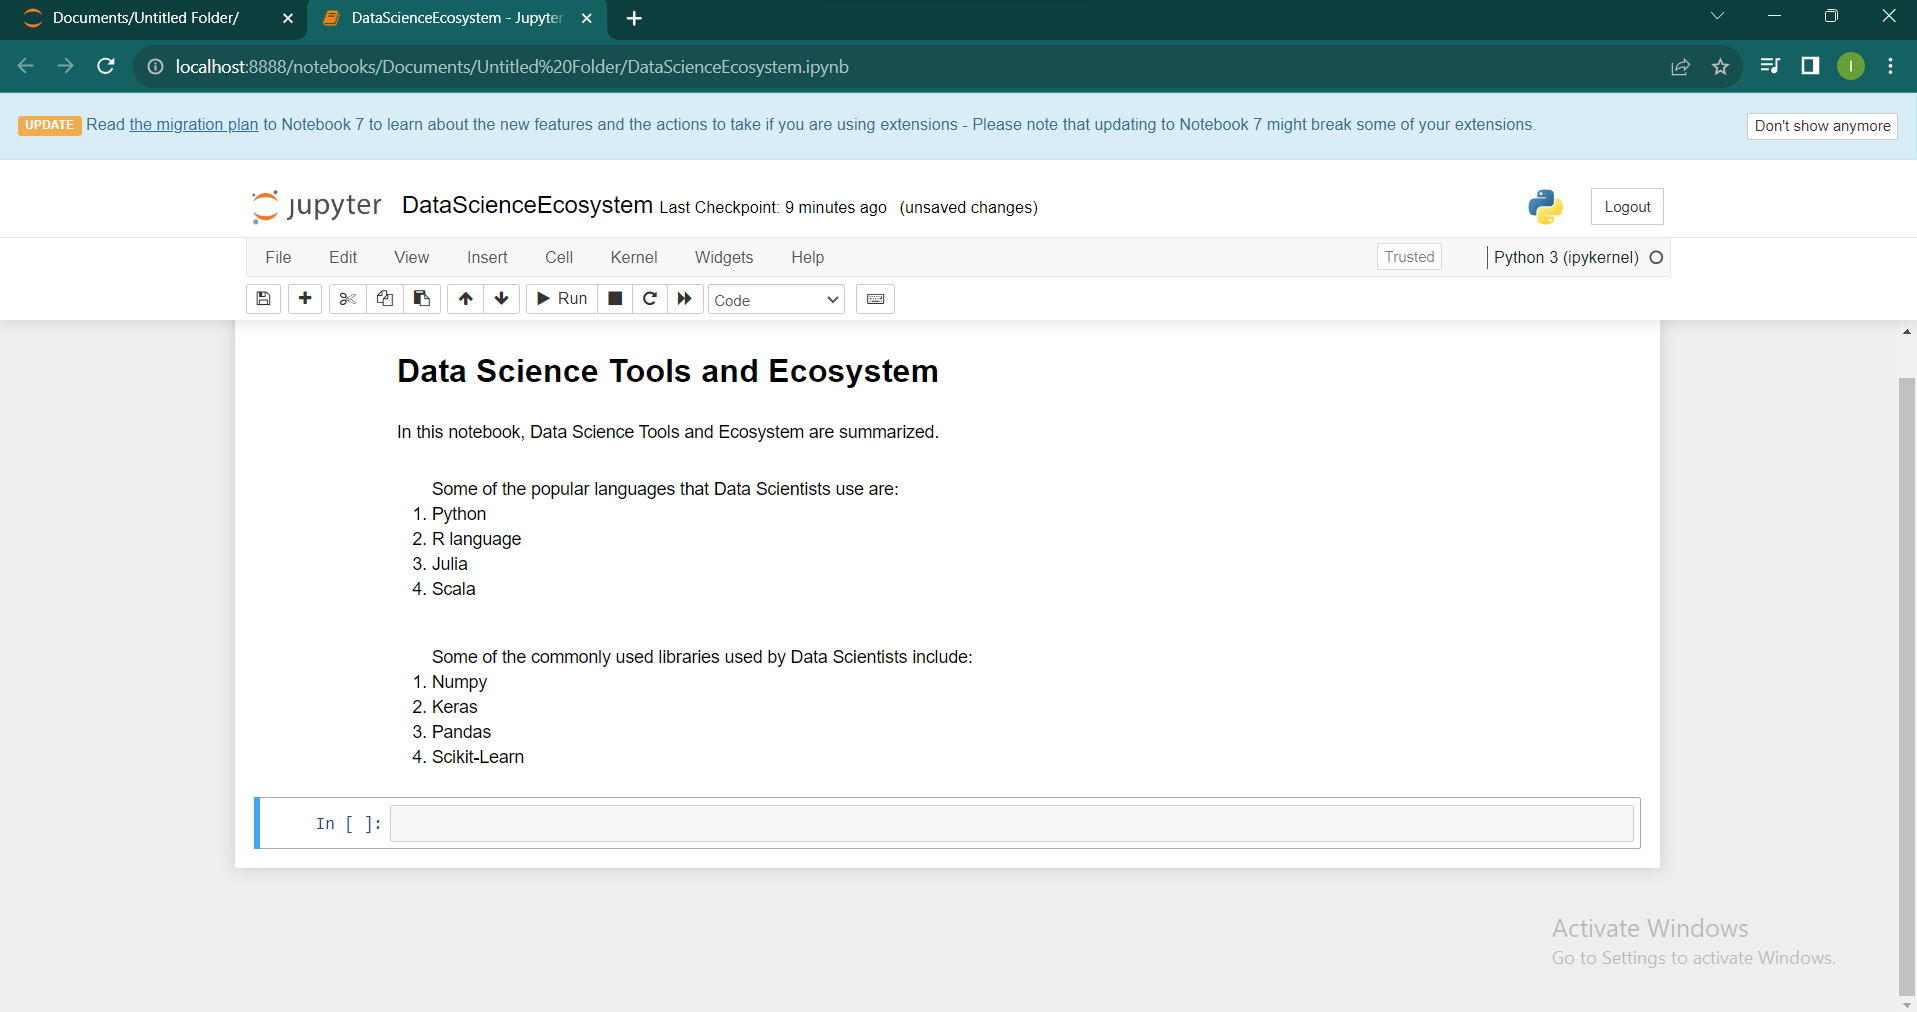 Documents/Untitled Folder/
DataScienceEcosystem - Jupyter
localhost:8888/notebooks/Documents/Untitled%20Folder/DataScienceEcosystem.ipynb
I
UPDATE Read the migration plan to Notebook 7 to learn about the new features and the actions to take if you are using extensions - Please note that updating to Notebook 7 might break some of your extensions.
Don't show anymore
jupyter DataScienceEcosystem Last Checkpoint: 9 minutes ago (unsaved changes)
Logout
File Edit View Insert Cell Kernel Widgets Help
Trusted
Python 3 (ipykernel)
Run
Code
Data Science Tools and Ecosystem
In this notebook, Data Science Tools and Ecosystem are summarized.
Some of the popular languages that Data Scientists use are:
1. Python
2. R language
3. Julia
4. Scala
Some of the commonly used libraries used by Data Scientists include:
1. Numpy
2. Keras
3. Pandas
4. Scikit-Learn
In [ ]:
Activate Windows
Go to Settings to activate Windows.